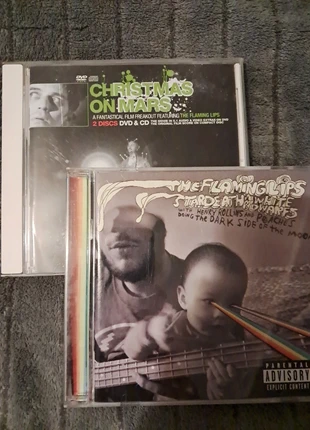 DVD
CHRISTMAS
ON MARS
A FANTASTICAL FILM FREAKOUT FEATURING THE FLAMING LIPS
2 DISCS DVD & CD
THE FLAMING LIPS
STARDEATH AND WHITE DWARFS
WITH HENRY ROLLINS AND PEACHES
DOING THE DARK SIDE OF THE MOON
PARENTAL
ADVISORY
EXPLICIT CONTENT